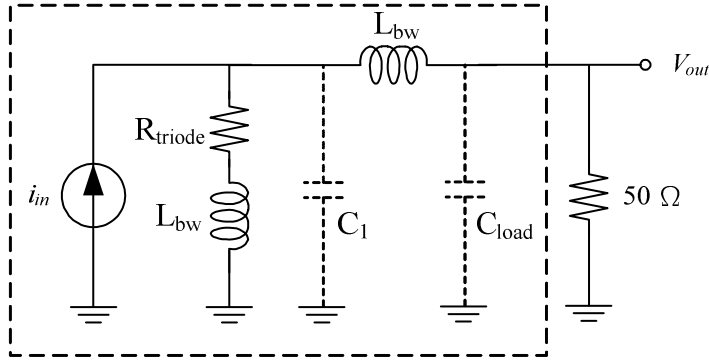 L_bw
V_out
R_triode
i_in
L_bw
C_1
C_load
50 Ω